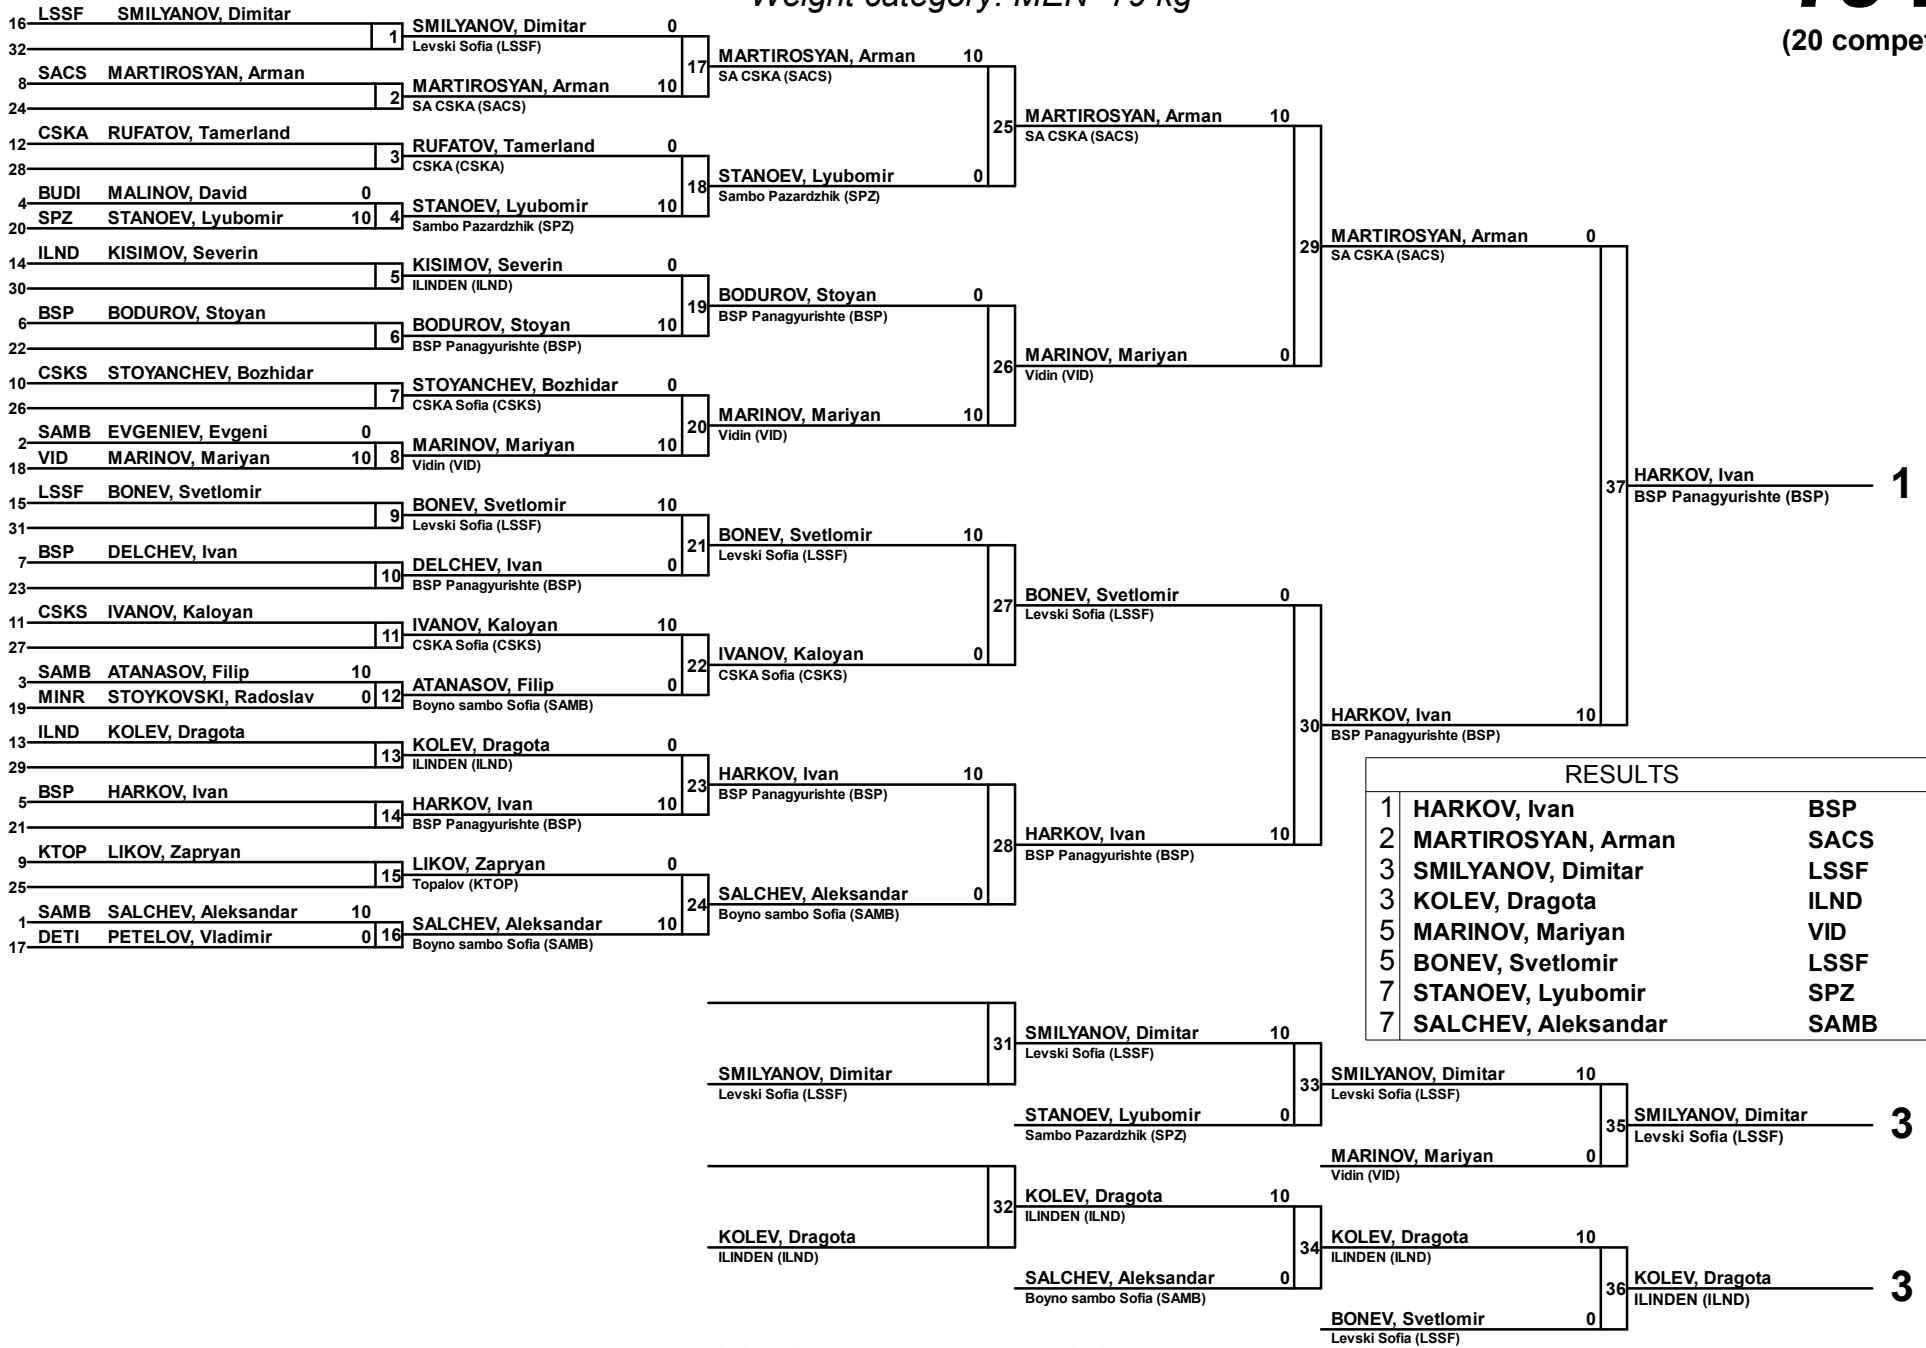 Weight category: MEN -79 kg
(20 compet
16 LSSF SMILYANOV, Dimitar
32
1
8 SACS MARTIROSYAN, Arman
24
2
12 CSKA RUFATOV, Tamerland
28
3
4 BUDI MALINOV, David 0
20 SPZ STANOEV, Lyubomir 10
4
14 ILND KISIMOV, Severin
30
5
6 BSP BODUROV, Stoyan
22
6
10 CSKS STOYANCHEV, Bozhidar
26
7
2 SAMB EVGENIEV, Evgeni 0
18 VID MARINOV, Mariyan 10
8
15 LSSF BONEV, Svetlomir
31
9
7 BSP DELCHEV, Ivan
23
10
11 CSKS IVANOV, Kaloyan
27
11
3 SAMB ATANASOV, Filip 10
19 MINR STOYKOVSKI, Radoslav 0
12
13 ILND KOLEV, Dragota
29
13
5 BSP HARKOV, Ivan
21
14
9 KTOP LIKOV, Zapryan
25
15
1 SAMB SALCHEV, Aleksandar 10
17 DETI PETELOV, Vladimir 0
16
SMILYANOV, Dimitar 0
Levski Sofia (LSSF)
17
MARTIROSYAN, Arman 10
SA CSKA (SACS)
RUFATOV, Tamerland 0
CSKA (CSKA)
18
STANOEV, Lyubomir 10
Sambo Pazardzhik (SPZ)
KISIMOV, Severin 0
ILINDEN (ILND)
19
BODUROV, Stoyan 10
BSP Panagyurishte (BSP)
STOYANCHEV, Bozhidar 0
CSKA Sofia (CSKS)
20
MARINOV, Mariyan 10
Vidin (VID)
BONEV, Svetlomir 10
Levski Sofia (LSSF)
21
DELCHEV, Ivan 0
BSP Panagyurishte (BSP)
IVANOV, Kaloyan 10
CSKA Sofia (CSKS)
22
ATANASOV, Filip 0
Boyno sambo Sofia (SAMB)
KOLEV, Dragota 0
ILINDEN (ILND)
23
HARKOV, Ivan 10
BSP Panagyurishte (BSP)
LIKOV, Zapryan 0
Topalov (KTOP)
24
SALCHEV, Aleksandar 10
Boyno sambo Sofia (SAMB)
MARTIROSYAN, Arman 10
SA CSKA (SACS)
25
STANOEV, Lyubomir 0
Sambo Pazardzhik (SPZ)
BODUROV, Stoyan 0
BSP Panagyurishte (BSP)
26
MARINOV, Mariyan 10
Vidin (VID)
BONEV, Svetlomir 10
Levski Sofia (LSSF)
27
IVANOV, Kaloyan 0
CSKA Sofia (CSKS)
HARKOV, Ivan 10
BSP Panagyurishte (BSP)
28
SALCHEV, Aleksandar 0
Boyno sambo Sofia (SAMB)
MARTIROSYAN, Arman 10
SA CSKA (SACS)
29
MARINOV, Mariyan 0
Vidin (VID)
BONEV, Svetlomir 0
Levski Sofia (LSSF)
30
HARKOV, Ivan 10
BSP Panagyurishte (BSP)
MARTIROSYAN, Arman 0
SA CSKA (SACS)
37
HARKOV, Ivan 10
BSP Panagyurishte (BSP)
HARKOV, Ivan 1
BSP Panagyurishte (BSP)
RESULTS
1 HARKOV, Ivan BSP
2 MARTIROSYAN, Arman SACS
3 SMILYANOV, Dimitar LSSF
3 KOLEV, Dragota ILND
5 MARINOV, Mariyan VID
5 BONEV, Svetlomir LSSF
7 STANOEV, Lyubomir SPZ
7 SALCHEV, Aleksandar SAMB
31
SMILYANOV, Dimitar
Levski Sofia (LSSF)
SMILYANOV, Dimitar 10
Levski Sofia (LSSF)
33
STANOEV, Lyubomir 0
Sambo Pazardzhik (SPZ)
SMILYANOV, Dimitar 10
Levski Sofia (LSSF)
35
MARINOV, Mariyan 0
Vidin (VID)
SMILYANOV, Dimitar 3
Levski Sofia (LSSF)
32
KOLEV, Dragota
ILINDEN (ILND)
KOLEV, Dragota 10
ILINDEN (ILND)
34
SALCHEV, Aleksandar 0
Boyno sambo Sofia (SAMB)
KOLEV, Dragota 10
ILINDEN (ILND)
36
BONEV, Svetlomir 0
Levski Sofia (LSSF)
KOLEV, Dragota 3
ILINDEN (ILND)